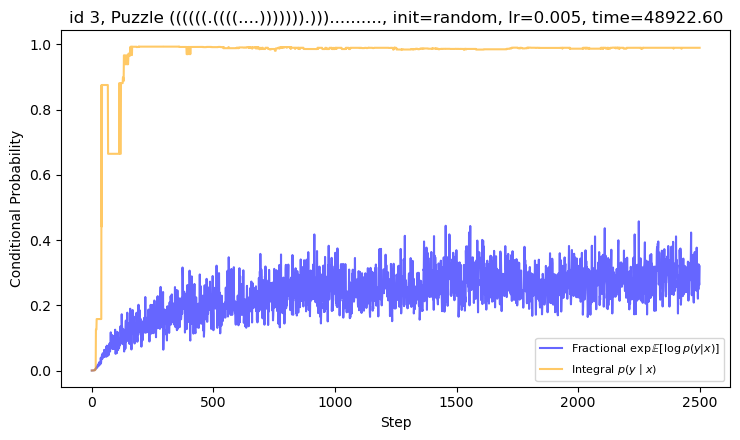 id 3, Puzzle ((((((.((((....))))))).))).........., init=random, lr=0.005, time=48922.60
Conditional Probability
1.0
0.8
0.6
0.4
0.2
0.0
0
500
1000
1500
2000
2500
Step
Fractional exp𝔼[log p(y|x)]
Integral p(y | x)